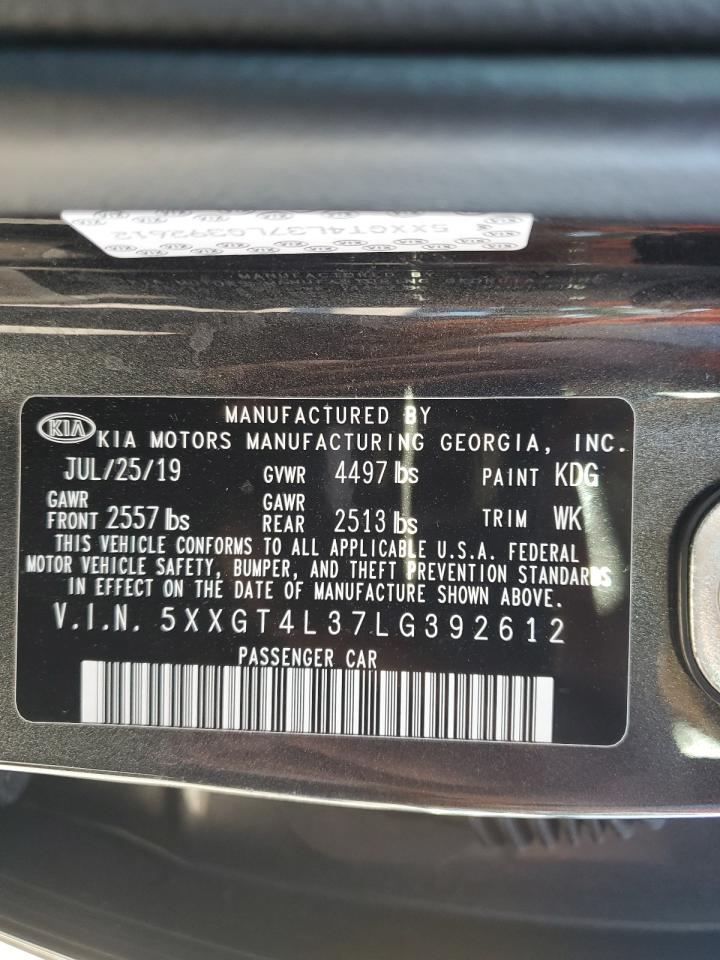 5XXGT4L37LG392612
MANUFACTURED BY
KIA KIA MOTORS MANUFACTURING GEORGIA, INC.
JUL/25/19 GVWR 4497 lbs PAINT KDG
GAWR FRONT 2557 lbs GAWR REAR 2513 lbs TRIM WK
THIS VEHICLE CONFORMS TO ALL APPLICABLE U.S.A. FEDERAL
MOTOR VEHICLE SAFETY, BUMPER, AND THEFT PREVENTION STANDARDS
IN EFFECT ON THE DATE OF MANUFACTURE SHOWN ABOVE.
V.I.N. 5XXGT4L37LG392612
PASSENGER CAR